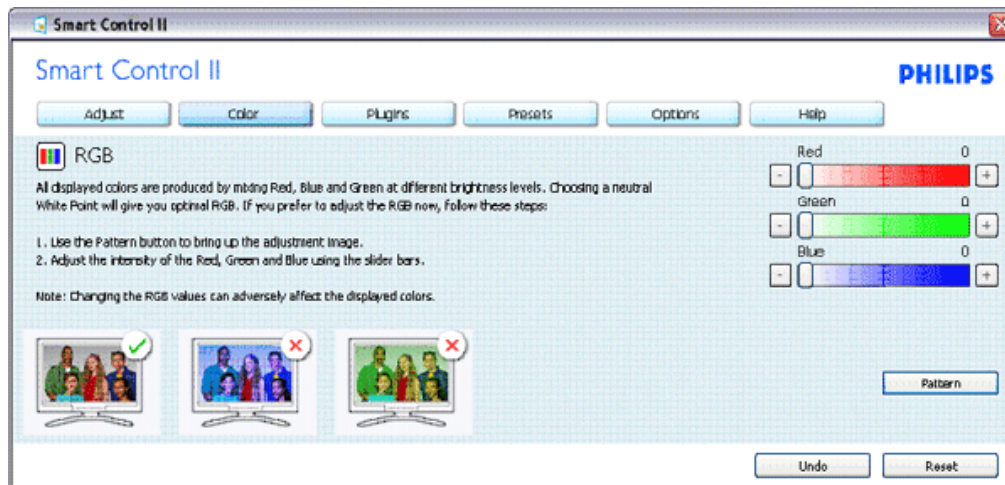 Smart Control II
Smart Control II
PHILIPS
Adjust Color Plugins Presets Options Help
RGB
All displayed colors are produced by mixing Red, Blue and Green at different brightness levels. Choosing a neutral
White Point will give you optimal RGB. If you prefer to adjust the RGB now, follow these steps:
1. Use the Pattern button to bring up the adjustment image.
2. Adjust the intensity of the Red, Green and Blue using the slider bars.
Note: Changing the RGB values can adversely affect the displayed colors.
Red 0
- +
Green 0
- +
Blue 0
- +
Pattern
Undo Reset